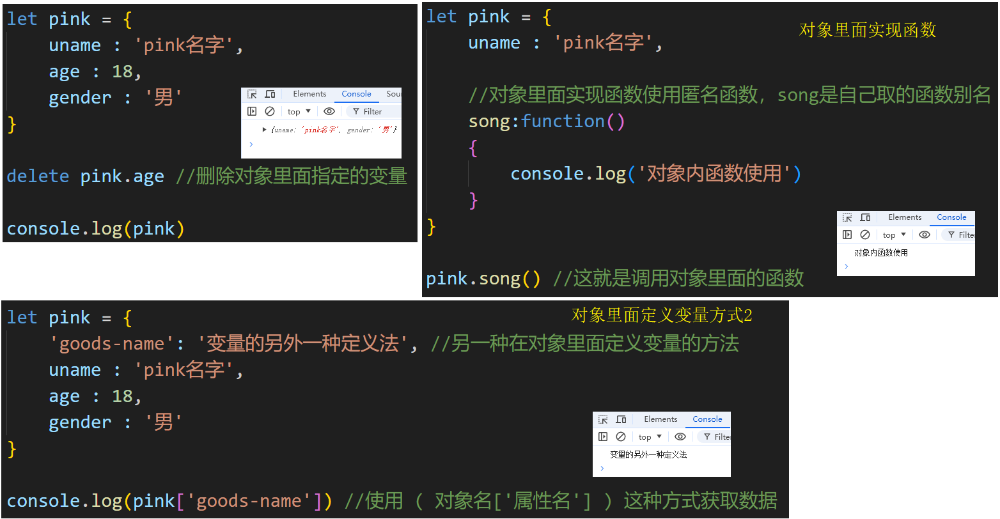 let pink = {
    uname : 'pink名字',
    age : 18,
    gender : '男'
}
delete pink.age //删除对象里面指定的变量
console.log(pink)
Elements Console Sou
top ▼ Filter
▶ {uname: 'pink名字', gender: '男'}
>
let pink = {
对象里面实现函数
    uname : 'pink名字',
    //对象里面实现函数使用匿名函数，song是自己取的函数别名
    song:function()
    {
        console.log('对象内函数使用')
    }
}
pink.song() //这就是调用对象里面的函数
Elements Console
top ▼ Filter
对象内函数使用
>
let pink = {
对象里面定义变量方式2
    'goods-name': '变量的另外一种定义法', //另一种在对象里面定义变量的方法
    uname : 'pink名字',
    age : 18,
    gender : '男'
}
console.log(pink['goods-name']) //使用 ( 对象名['属性名'] ) 这种方式获取数据
Elements Console
top ▼ Filter
变量的另外一种定义法
>